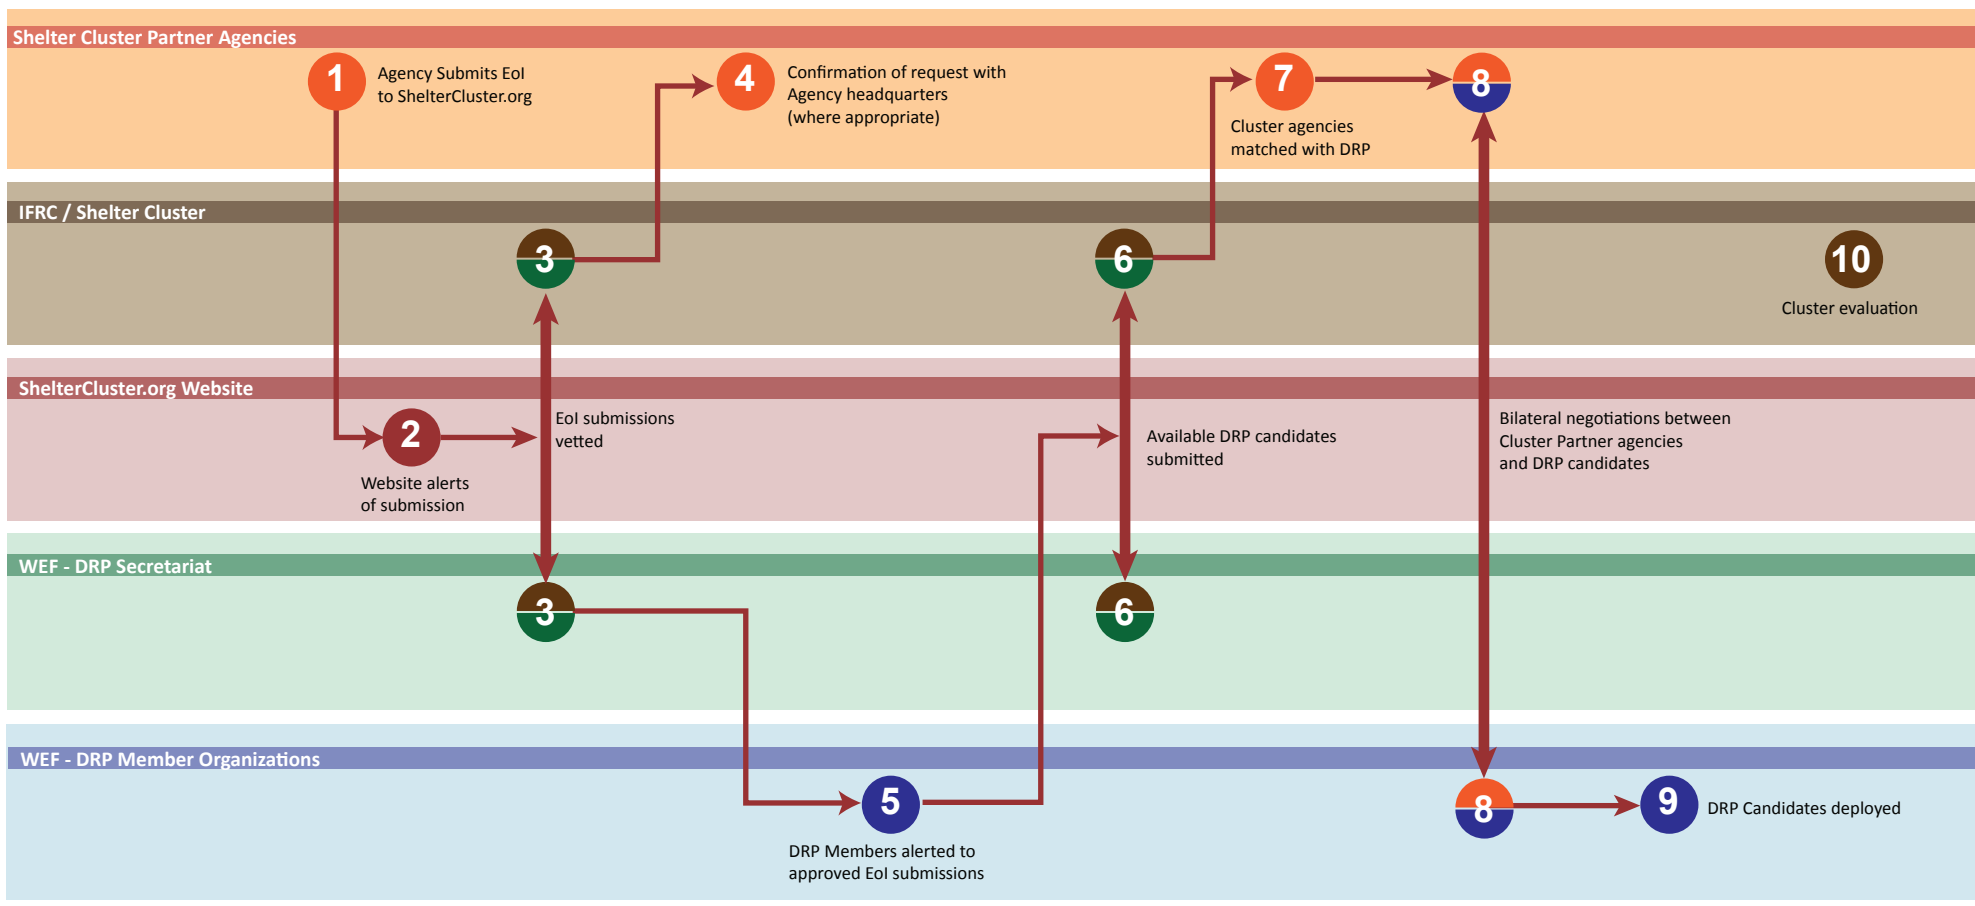 Shelter Cluster Partner Agencies
1
Agency Submits EoI
to ShelterCluster.org
4
Confirmation of request with
Agency headquarters
(where appropriate)
7
Cluster agencies
matched with DRP
8
IFRC / Shelter Cluster
3
6
10
Cluster evaluation
ShelterCluster.org Website
2
Website alerts
of submission
EoI submissions
vetted
Available DRP candidates
submitted
Bilateral negotiations between
Cluster Partner agencies
and DRP candidates
WEF - DRP Secretariat
3
6
WEF - DRP Member Organizations
5
DRP Members alerted to
approved EoI submissions
8
9
DRP Candidates deployed